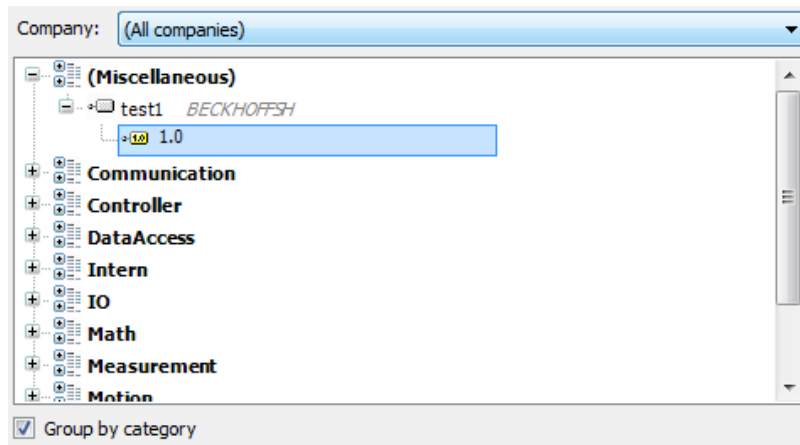 Company: (All companies)
(Miscellaneous)
test1 BECKHOFFSH
1.0 1.0
Communication
Controller
DataAccess
Intern
IO
Math
Measurement
Motion
Group by category